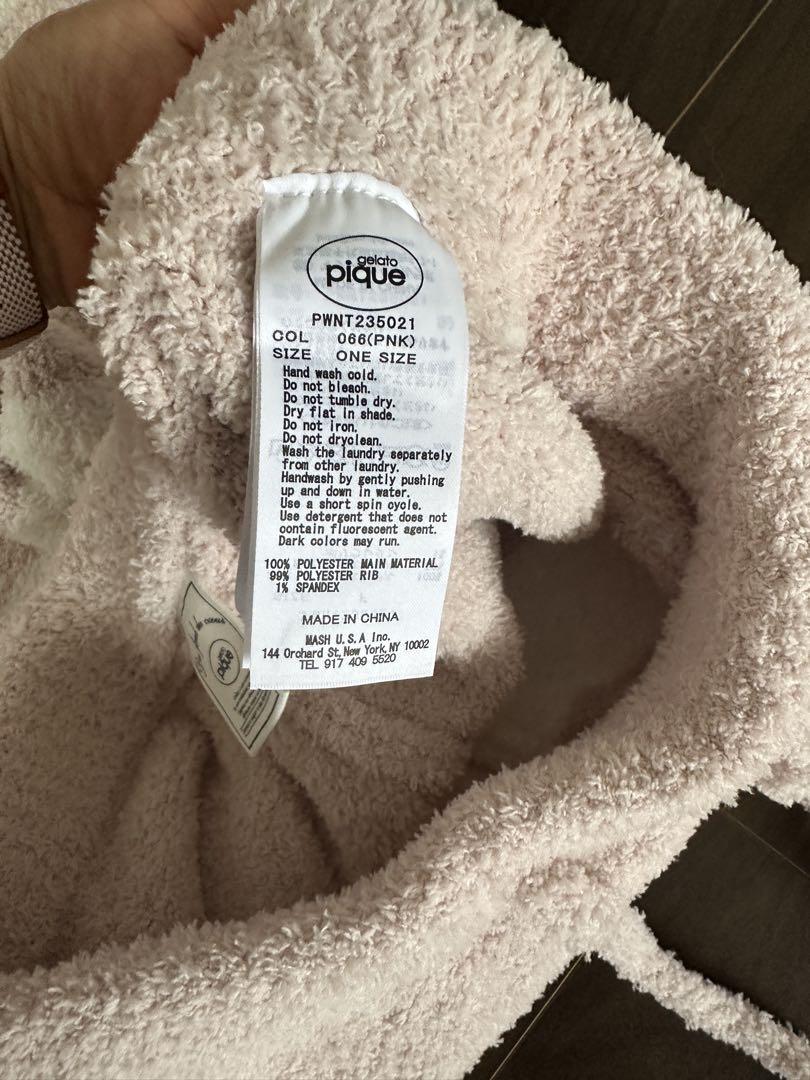 gelato
pique
PWNT235021
COL 066(PNK)
SIZE ONE SIZE
Hand wash cold.
Do not bleach.
Do not tumble dry.
Dry flat in shade.
Do not iron.
Do not dryclean.
Wash the laundry separately
from other laundry.
Handwash by gently pushing
up and down in water.
Use a short spin cycle.
Use detergent that does not
contain fluorescent agent.
Dark colors may run.
100% POLYESTER MAIN MATERIAL
99% POLYESTER RIB
1% SPANDEX
MADE IN CHINA
MASH U.S.A Inc.
144 Orchard St, New York, NY 10002
TEL 917 409 5520
gelato
pique